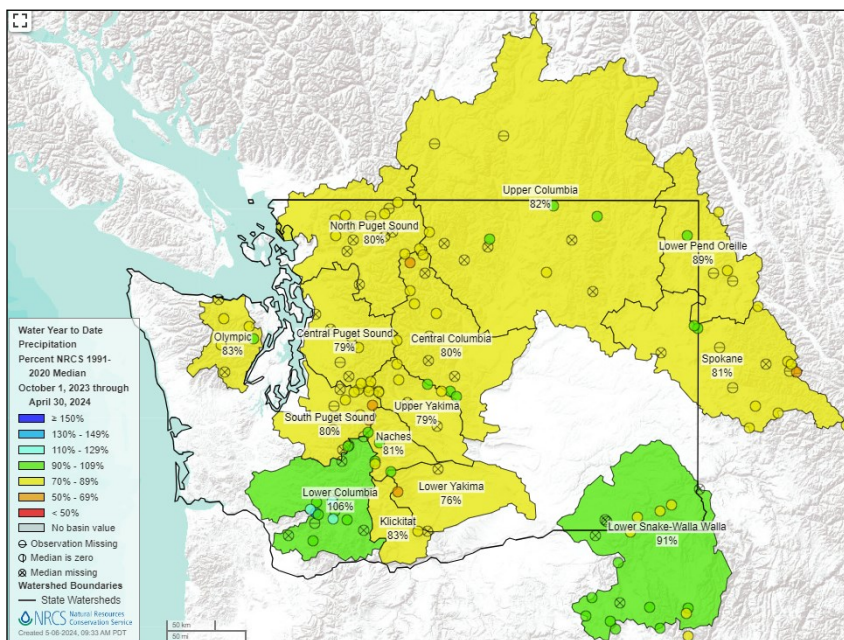 Upper Columbia
82%
North Puget Sound
80%
Lower Pend Oreille
89%
Olympic
83%
Central Puget Sound
79%
Central Columbia
80%
Spokane
81%
South Puget Sound
80%
Upper Yakima
79%
Naches
81%
Lower Columbia
106%
Lower Yakima
76%
Klickitat
83%
Lower Snake-Walla Walla
91%
Water Year to Date
Precipitation
Percent NRCS 1991-
2020 Median
October 1, 2023 through
April 30, 2024
≥ 150%
130% - 149%
110% - 129%
90% - 109%
70% - 89%
50% - 69%
< 50%
No basin value
Observation Missing
Median is zero
Median missing
Watershed Boundaries
State Watersheds
NRCS Natural Resources
Conservation Service
Created 5-06-2024, 09:33 AM PDT
50 km
50 mi